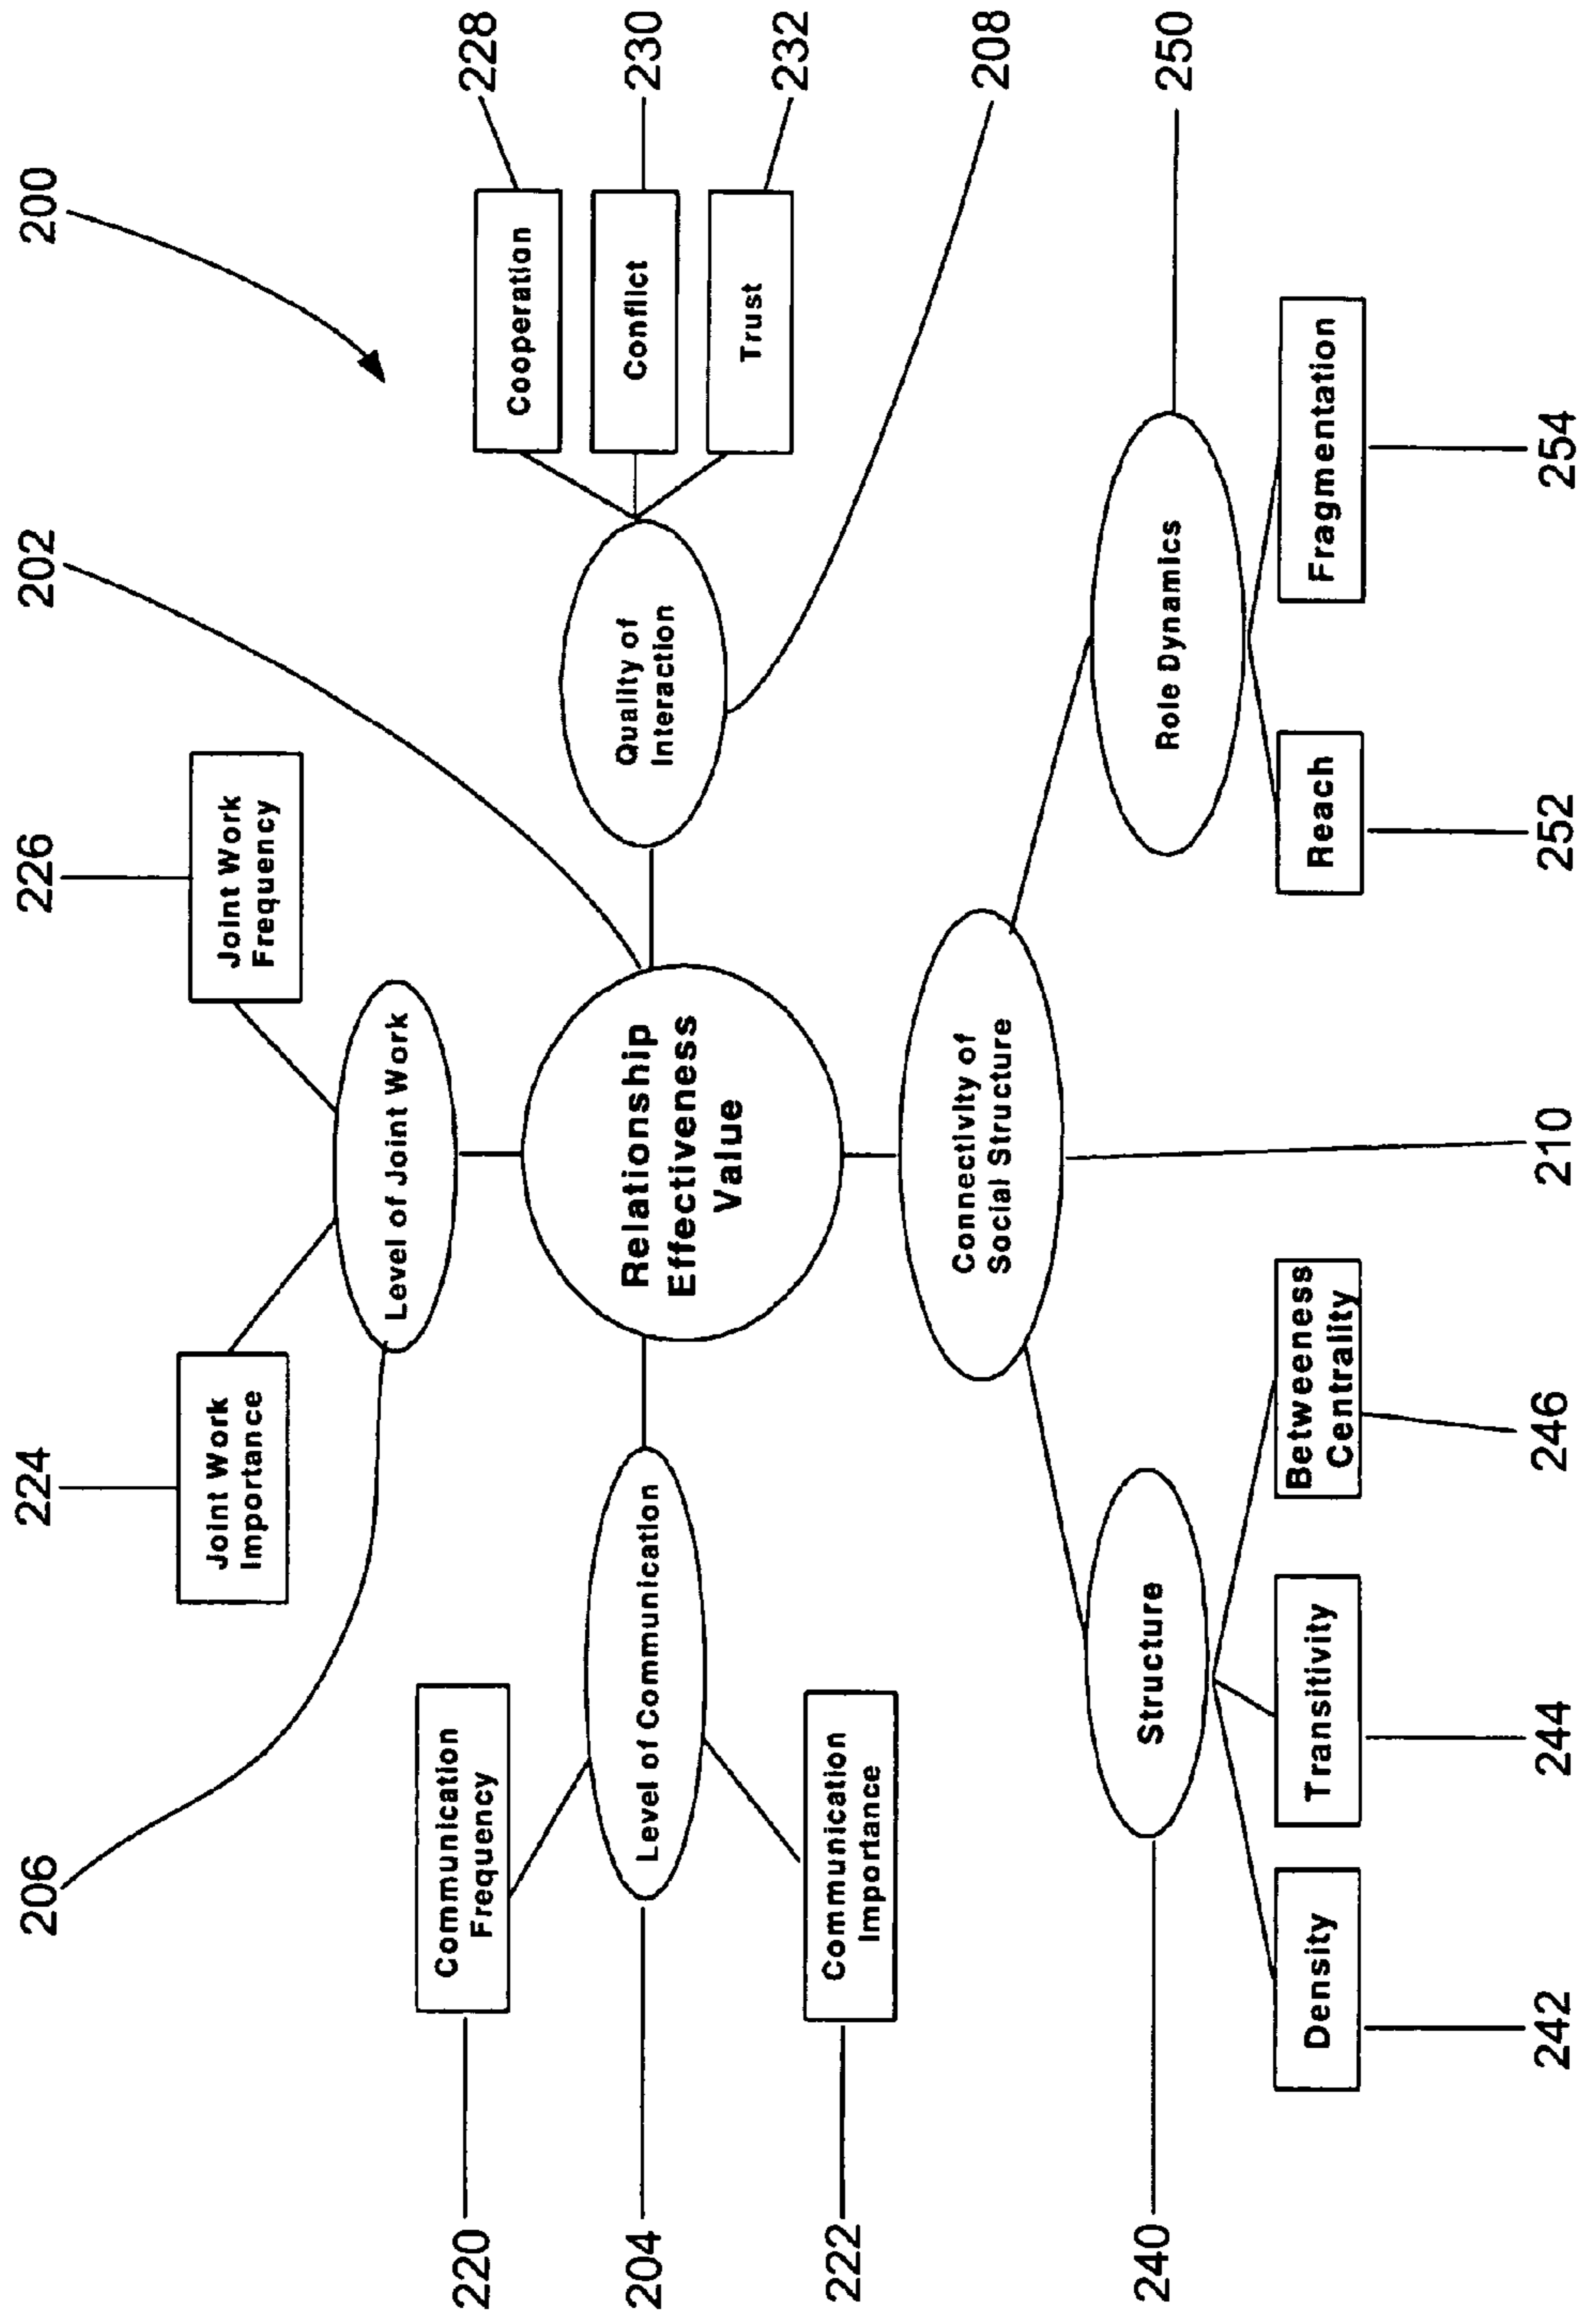 200
206
224
226
202
Joint Work
Importance
Joint Work
Frequency
Level of Joint Work
220
Communication
Frequency
228
Cooperation
204
Level of Communication
Relationship
Effectiveness
Value
Quality of
Interaction
Conflict
230
222
Communication
Importance
Trust
232
208
Connectivity of
Social Structure
240
Structure
Role Dynamics
250
Density
Transitivity
Betweeness
Centrality
Reach
Fragmentation
242
244
246
210
252
254